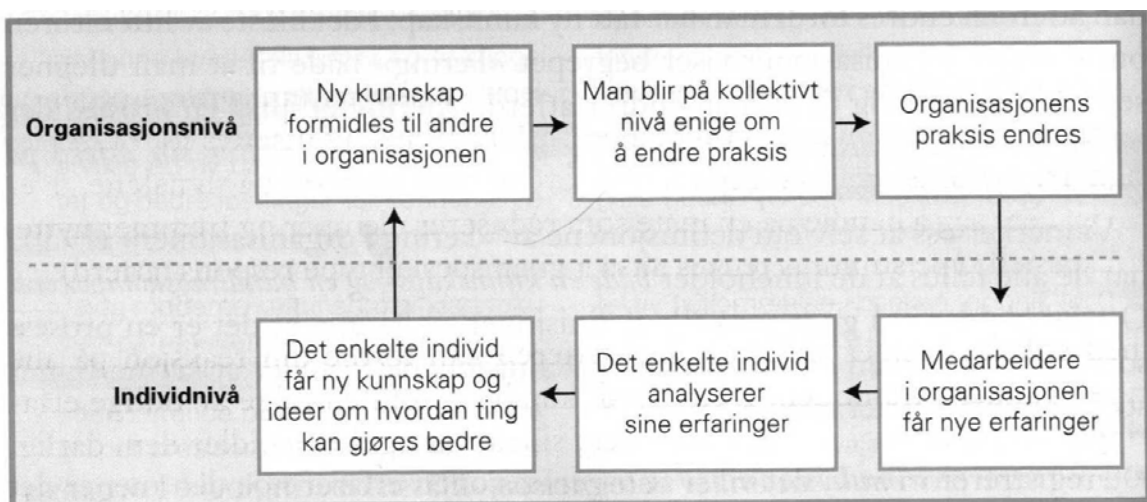 Organisasjonsnivå
Ny kunnskap
formidles til andre
i organisasjonen
Man blir på kollektivt
nivå enige om
å endre praksis
Organisasjonens
praksis endres
Individnivå
Det enkelte individ
får ny kunnskap og
ideer om hvordan ting
kan gjøres bedre
Det enkelte individ
analyserer
sine erfaringer
Medarbeidere
i organisasjonen
får nye erfaringer